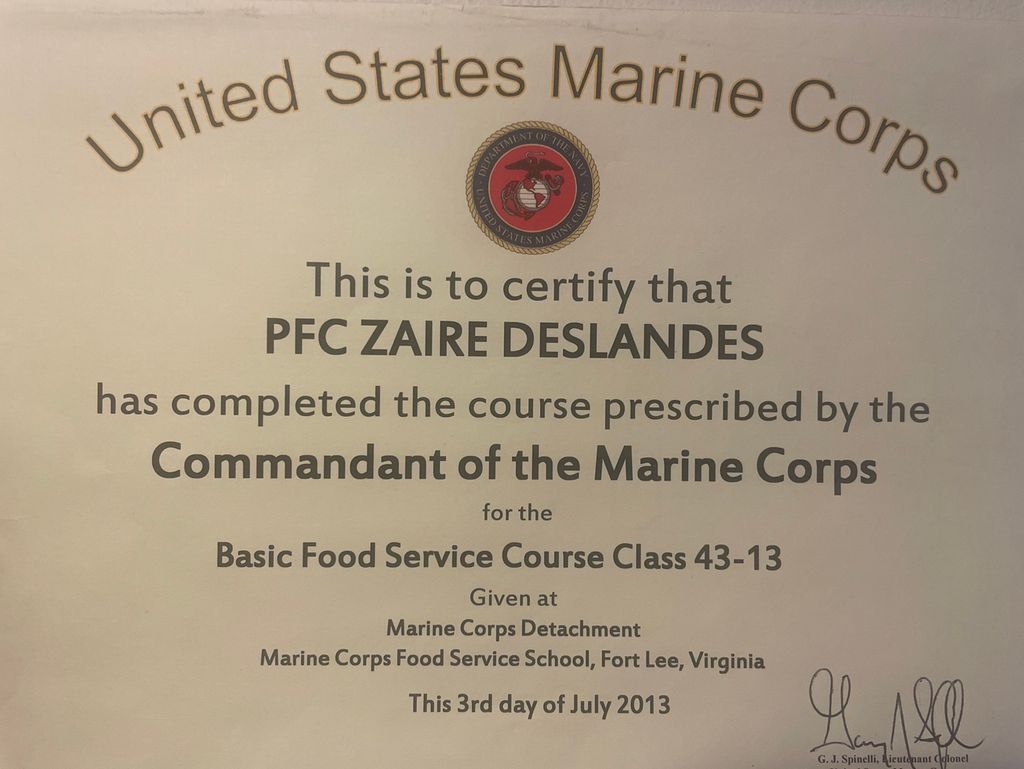 United States Marine Corps
DEPARTMENT OF THE NAVY
UNITED STATES MARINE CORPS
This is to certify that
PFC ZAIRE DESLANDES
has completed the course prescribed by the
Commandant of the Marine Corps
for the
Basic Food Service Course Class 43-13
Given at
Marine Corps Detachment
Marine Corps Food Service School, Fort Lee, Virginia
This 3rd day of July 2013
G. J. Spinelli, Lieutenant Colonel